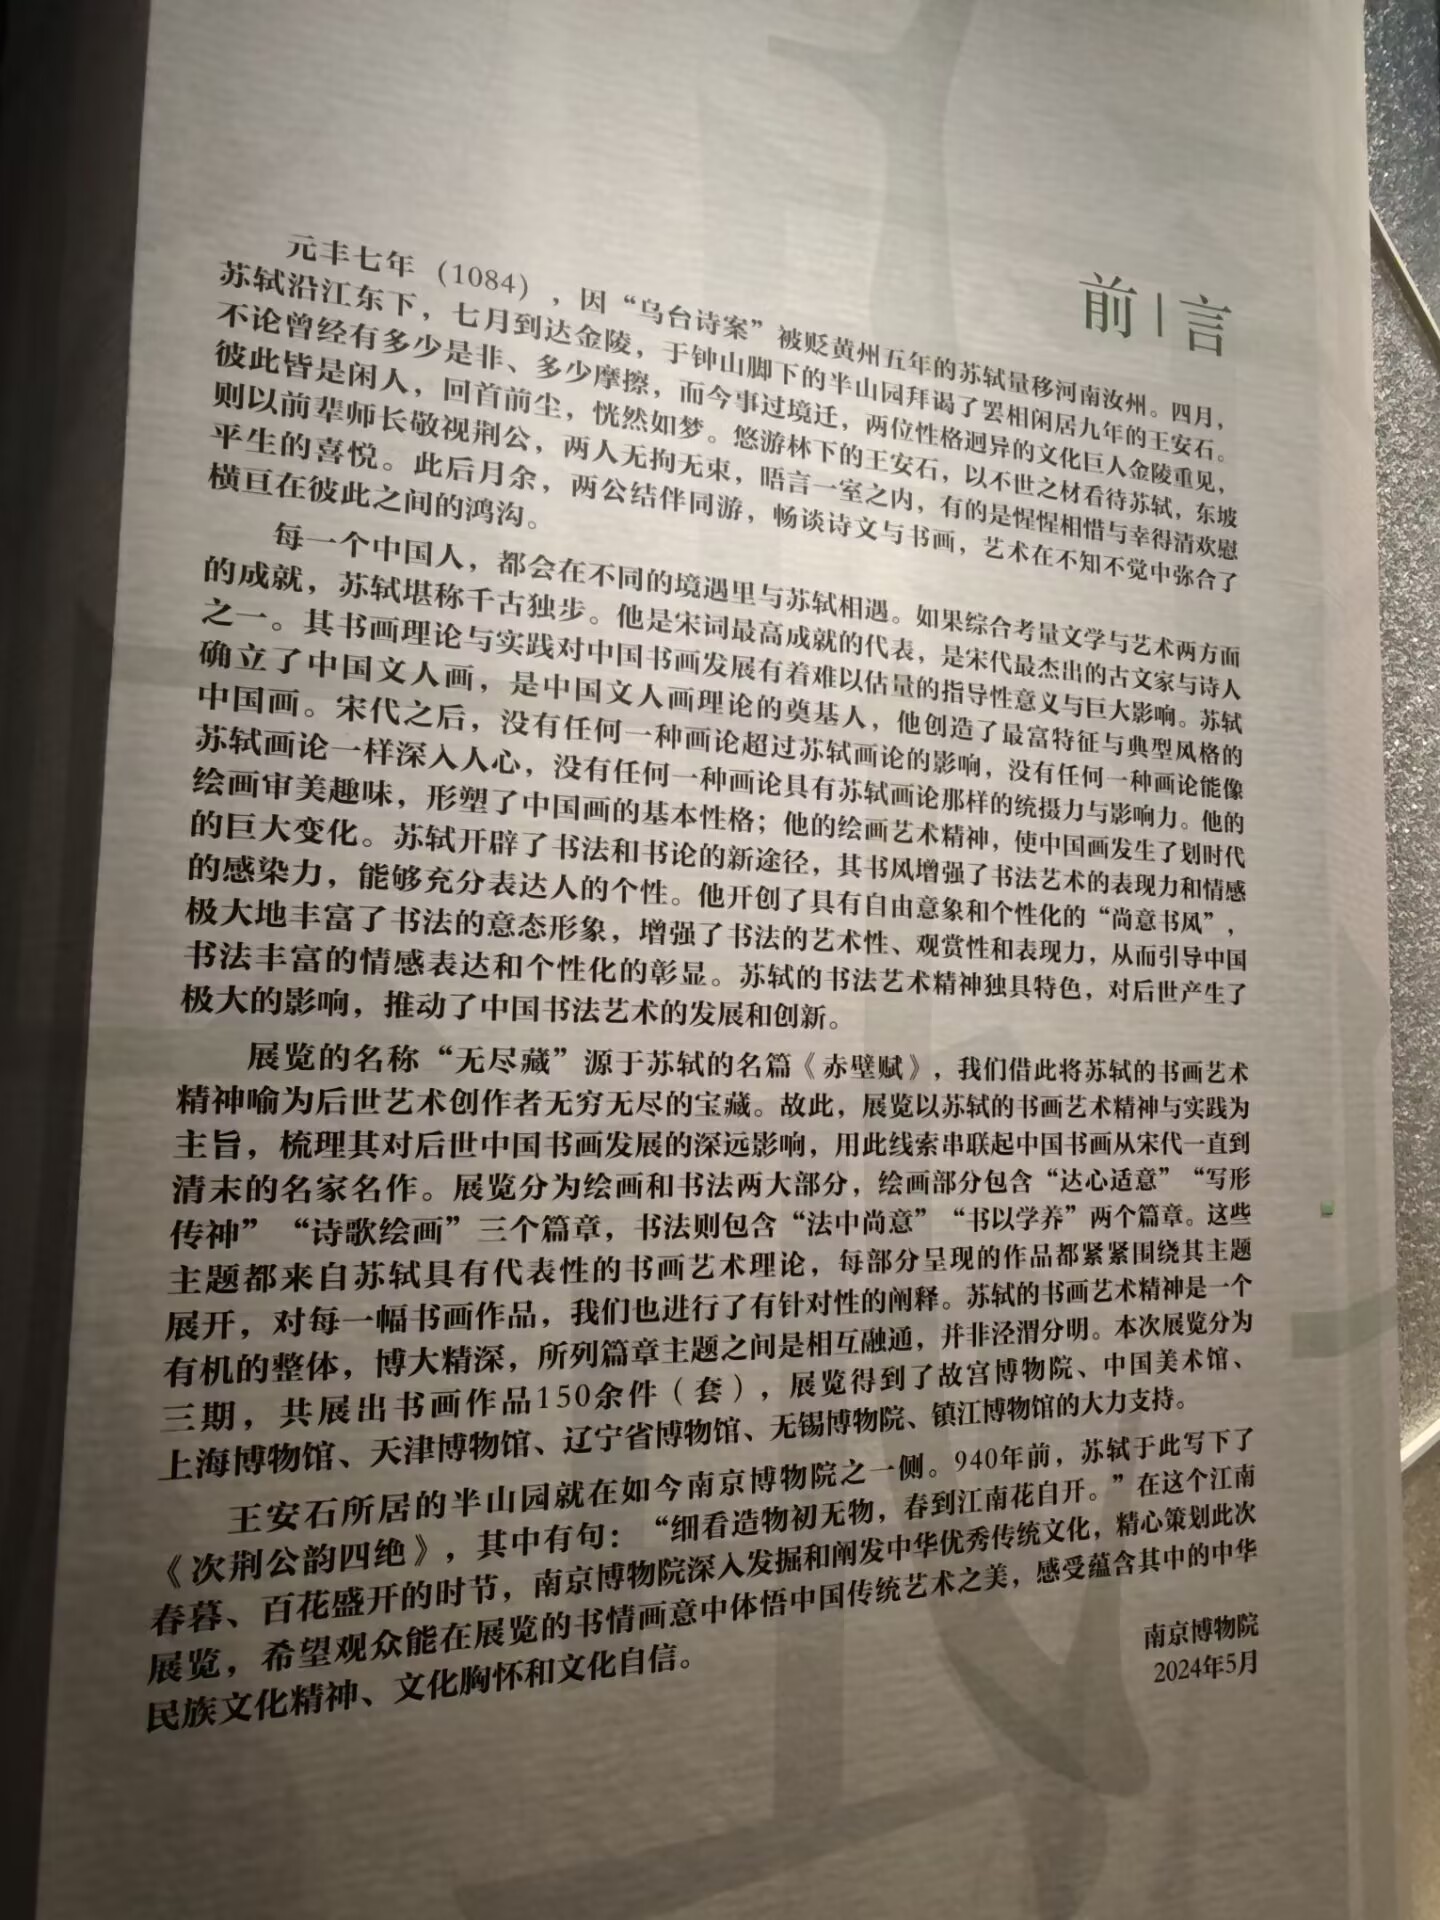 前|言
元丰七年（1084），因“乌台诗案”被贬黄州五年的苏轼量移河南汝州。四月，
苏轼沿江东下，七月到达金陵，于钟山脚下的半山园拜谒了罢相闲居九年的王安石。
不论曾经有多少是非、多少摩擦，而今事过境迁，两位性格迥异的文化巨人金陵重见，
彼此皆是闲人，回首前尘，恍然如梦。悠游林下的王安石，以不世之材看待苏轼，东坡
则以前辈师长敬视荆公，两人无拘无束，晤言一室之内，有的是惺惺相惜与幸得清欢慰
平生的喜悦。此后月余，两公结伴同游，畅谈诗文与书画，艺术在不知不觉中弥合了
横亘在彼此之间的鸿沟。
每一个中国人，都会在不同的境遇里与苏轼相遇。如果综合考量文学与艺术两方面
的成就，苏轼堪称千古独步。他是宋词最高成就的代表，是宋代最杰出的古文家与诗人
之一。其书画理论与实践对中国书画发展有着难以估量的指导性意义与巨大影响。苏轼
确立了中国文人画，是中国文人画理论的奠基人，他创造了最富特征与典型风格的
中国画。宋代之后，没有任何一种画论超过苏轼画论的影响，没有任何一种画论能像
苏轼画论一样深入人心，没有任何一种画论具有苏轼画论那样的统摄力与影响力。他的
绘画审美趣味，形塑了中国画的基本性格；他的绘画艺术精神，使中国画发生了划时代
的巨大变化。苏轼开辟了书法和书论的新途径，其书风增强了书法艺术的表现力和情感
的感染力，能够充分表达人的个性。他开创了具有自由意象和个性化的“尚意书风”，
极大地丰富了书法的意态形象，增强了书法的艺术性、观赏性和表现力，从而引导中国
书法丰富的情感表达和个性化的彰显。苏轼的书法艺术精神独具特色，对后世产生了
极大的影响，推动了中国书法艺术的发展和创新。
展览的名称“无尽藏”源于苏轼的名篇《赤壁赋》，我们借此将苏轼的书画艺术
精神喻为后世艺术创作者无穷无尽的宝藏。故此，展览以苏轼的书画艺术精神与实践为
主旨，梳理其对后世中国书画发展的深远影响，用此线索串联起中国书画从宋代一直到
清末的名家名作。展览分为绘画和书法两大部分，绘画部分包含“达心适意”“写形
传神”“诗歌绘画”三个篇章，书法则包含“法中尚意”“书以学养”两个篇章。这些
主题都来自苏轼具有代表性的书画艺术理论，每部分呈现的作品都紧紧围绕其主题
展开，对每一幅书画作品，我们也进行了有针对性的阐释。苏轼的书画艺术精神是一个
有机的整体，博大精深，所列篇章主题之间是相互融通，并非泾渭分明。本次展览分为
三期，共展出书画作品150余件（套），展览得到了故宫博物院、中国美术馆、
上海博物馆、天津博物馆、辽宁省博物馆、无锡博物院、镇江博物馆的大力支持。
王安石所居的半山园就在如今南京博物院之一侧。940年前，苏轼于此写下了
《次荆公韵四绝》，其中有句：“细看造物初无物，春到江南花自开。”在这个江南
春暮、百花盛开的时节，南京博物院深入发掘和阐发中华优秀传统文化，精心策划此次
展览，希望观众能在展览的书情画意中体悟中国传统艺术之美，感受蕴含其中的中华
民族文化精神、文化胸怀和文化自信。
南京博物院
2024年5月